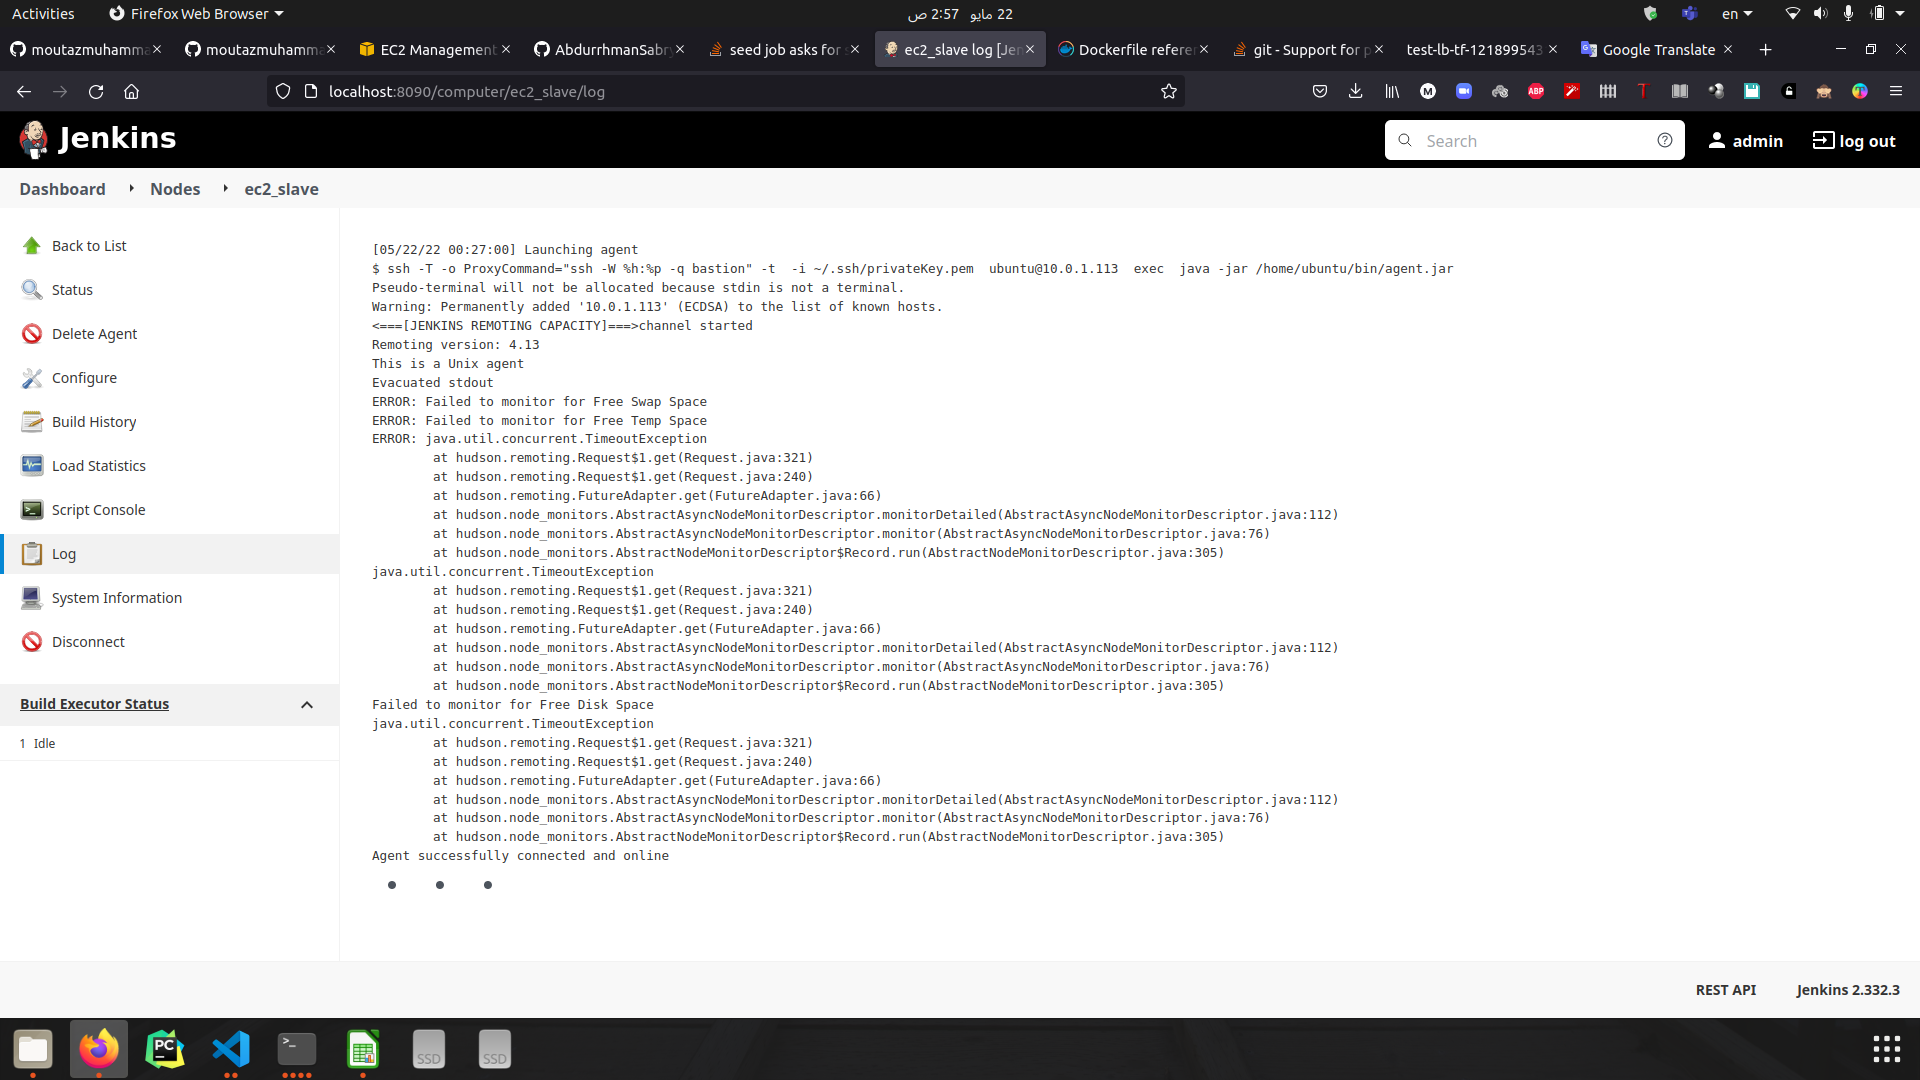 Activities
Firefox Web Browser
22 مايو 2:57 ص
en
moutazmuhamma
moutazmuhamma
EC2 Management
AbdurrhmanSabry
seed job asks for s
ec2_slave log [Jen
Dockerfile referen
git - Support for p
test-lb-tf-121899543
Google Translate
localhost:8090/computer/ec2_slave/log
M
ABP
T
Jenkins
Search
admin
log out
Dashboard
Nodes
ec2_slave
Back to List
Status
Delete Agent
Configure
Build History
Load Statistics
Script Console
Log
System Information
Disconnect
Build Executor Status
1 Idle
[05/22/22 00:27:00] Launching agent
$ ssh -T -o ProxyCommand="ssh -W %h:%p -q bastion" -t  -i ~/.ssh/privateKey.pem  ubuntu@10.0.1.113  exec  java -jar /home/ubuntu/bin/agent.jar
Pseudo-terminal will not be allocated because stdin is not a terminal.
Warning: Permanently added '10.0.1.113' (ECDSA) to the list of known hosts.
<===[JENKINS REMOTING CAPACITY]===>channel started
Remoting version: 4.13
This is a Unix agent
Evacuated stdout
ERROR: Failed to monitor for Free Swap Space
ERROR: Failed to monitor for Free Temp Space
ERROR: java.util.concurrent.TimeoutException
at hudson.remoting.Request$1.get(Request.java:321)
at hudson.remoting.Request$1.get(Request.java:240)
at hudson.remoting.FutureAdapter.get(FutureAdapter.java:66)
at hudson.node_monitors.AbstractAsyncNodeMonitorDescriptor.monitorDetailed(AbstractAsyncNodeMonitorDescriptor.java:112)
at hudson.node_monitors.AbstractAsyncNodeMonitorDescriptor.monitor(AbstractAsyncNodeMonitorDescriptor.java:76)
at hudson.node_monitors.AbstractNodeMonitorDescriptor$Record.run(AbstractNodeMonitorDescriptor.java:305)
java.util.concurrent.TimeoutException
at hudson.remoting.Request$1.get(Request.java:321)
at hudson.remoting.Request$1.get(Request.java:240)
at hudson.remoting.FutureAdapter.get(FutureAdapter.java:66)
at hudson.node_monitors.AbstractAsyncNodeMonitorDescriptor.monitorDetailed(AbstractAsyncNodeMonitorDescriptor.java:112)
at hudson.node_monitors.AbstractAsyncNodeMonitorDescriptor.monitor(AbstractAsyncNodeMonitorDescriptor.java:76)
at hudson.node_monitors.AbstractNodeMonitorDescriptor$Record.run(AbstractNodeMonitorDescriptor.java:305)
Failed to monitor for Free Disk Space
java.util.concurrent.TimeoutException
at hudson.remoting.Request$1.get(Request.java:321)
at hudson.remoting.Request$1.get(Request.java:240)
at hudson.remoting.FutureAdapter.get(FutureAdapter.java:66)
at hudson.node_monitors.AbstractAsyncNodeMonitorDescriptor.monitorDetailed(AbstractAsyncNodeMonitorDescriptor.java:112)
at hudson.node_monitors.AbstractAsyncNodeMonitorDescriptor.monitor(AbstractAsyncNodeMonitorDescriptor.java:76)
at hudson.node_monitors.AbstractNodeMonitorDescriptor$Record.run(AbstractNodeMonitorDescriptor.java:305)
Agent successfully connected and online
REST API
Jenkins 2.332.3
PC
>_
SSD
SSD